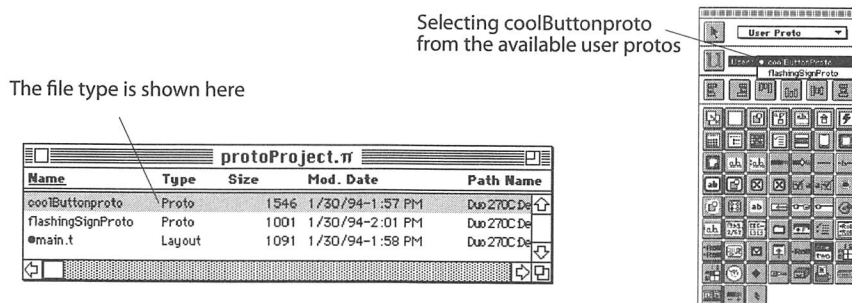 Selecting coolButtonproto
from the available user protos
User Proto
User: coolButtonProto
flashingSignProto
The file type is shown here
protoProject.π
Name Type Size Mod. Date Path Name
coolButtonproto Proto 1546 1/30/94-1:57 PM Duo 270C:De
flashingSignProto Proto 1001 1/30/94-2:01 PM Duo 270C:De
●main.t Layout 1091 1/30/94-1:58 PM Duo 270C:De